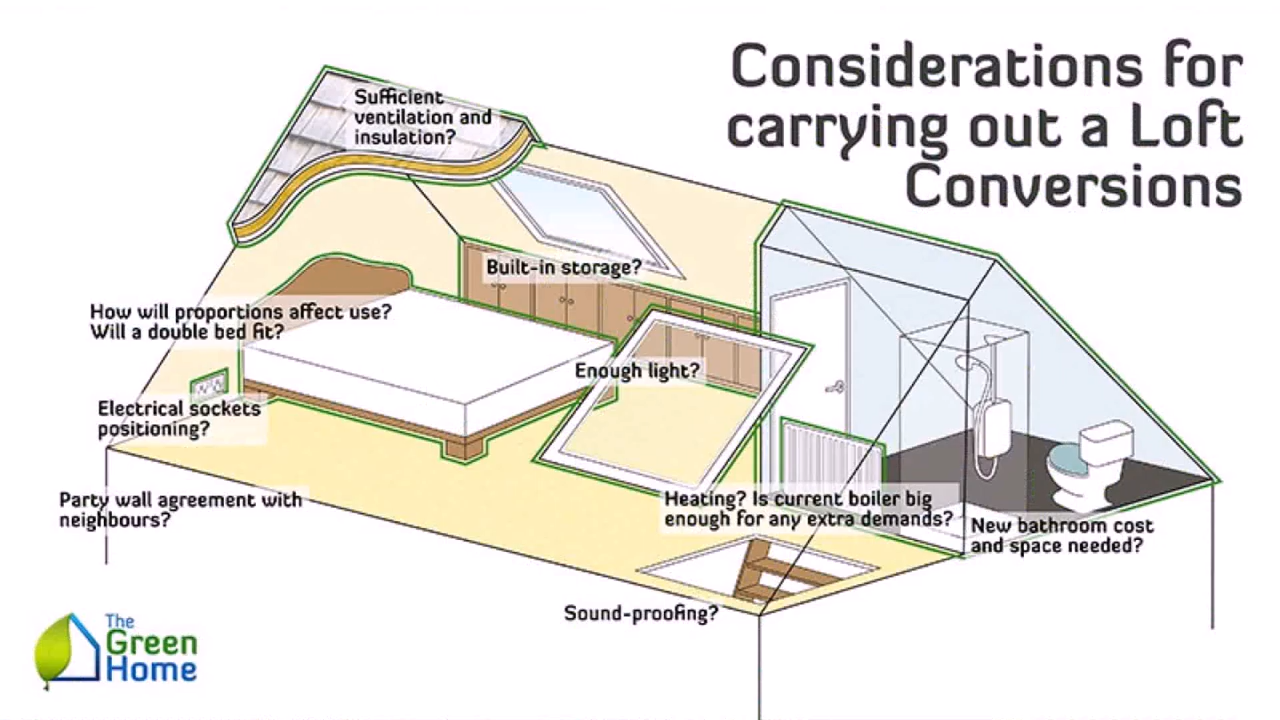 Considerations for
carrying out a Loft
Conversions
Sufficient
ventilation and
insulation?
Built-in storage?
How will proportions affect use?
Will a double bed fit?
Enough light?
Electrical sockets
positioning?
Party wall agreement with
neighbours?
Heating? Is current boiler big
enough for any extra demands?
New bathroom cost
and space needed?
Sound-proofing?
The
Green
Home